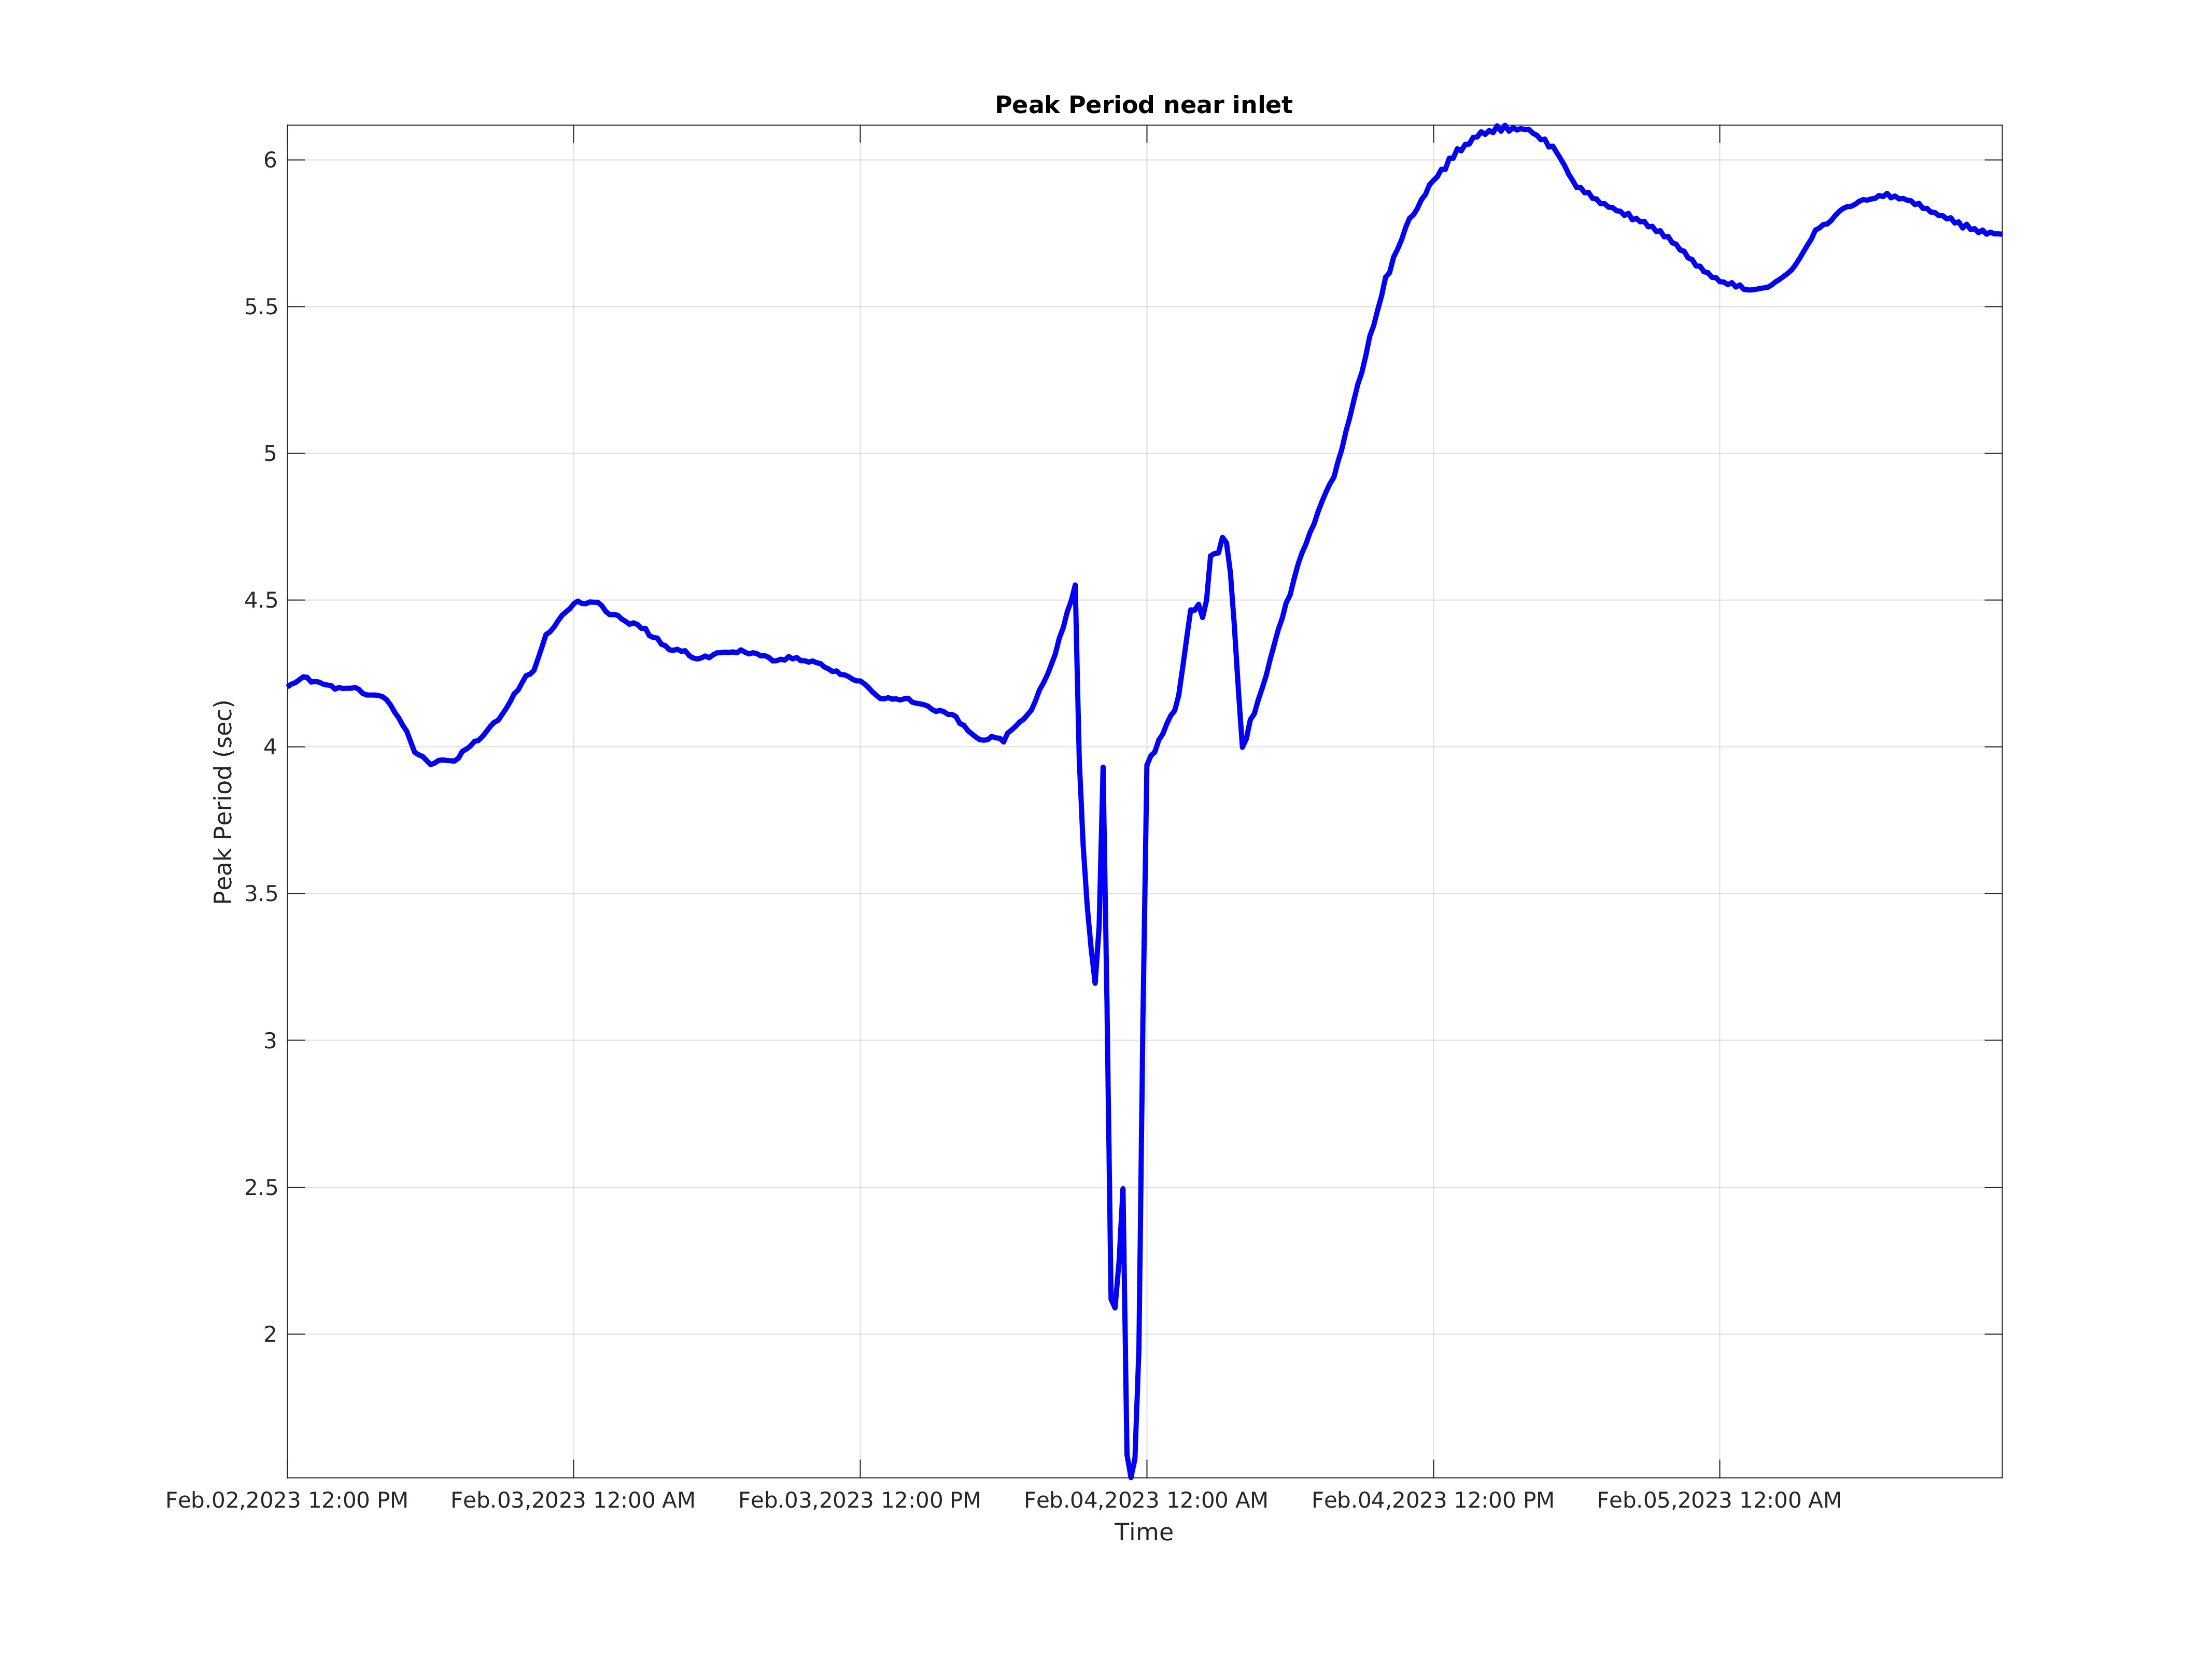 Peak Period near inlet
Peak Period (sec)
6
5.5
5
4.5
4
3.5
3
2.5
2
Feb.02,2023 12:00 PM
Feb.03,2023 12:00 AM
Feb.03,2023 12:00 PM
Feb.04,2023 12:00 AM
Feb.04,2023 12:00 PM
Feb.05,2023 12:00 AM
Time